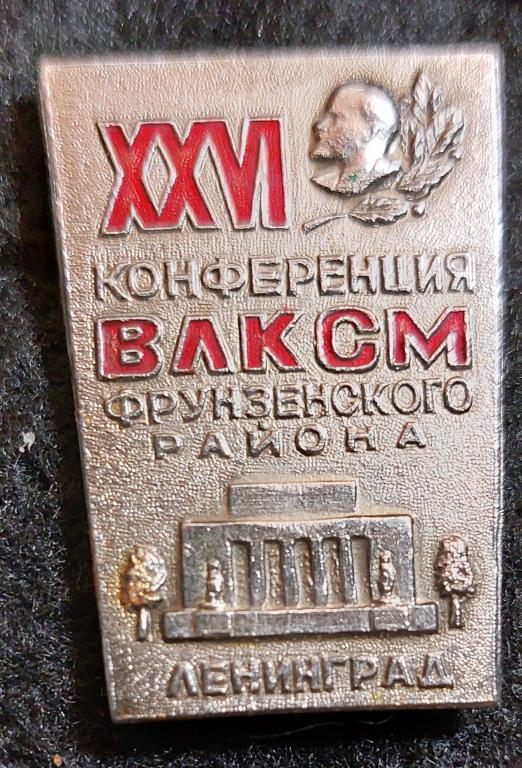 XXVI
КОНФЕРЕНЦИЯ
ВЛКСМ
ФРУНЗЕНСКОГО
РАЙОНА
ЛЕНИНГРАД